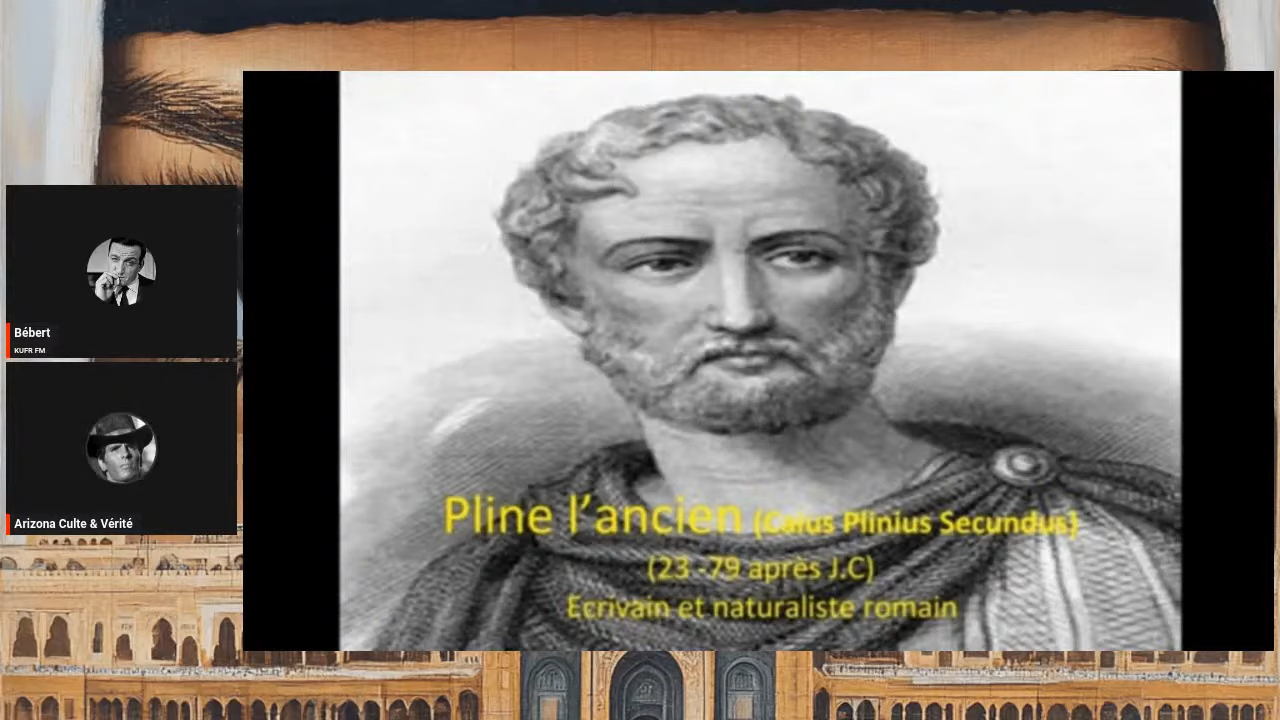 Bébert
KUFR FM
Arizona Culte & Vérité
Pline l'ancien (Caius Plinius Secundus)
(23 -79 après J.C)
Ecrivain et naturaliste romain